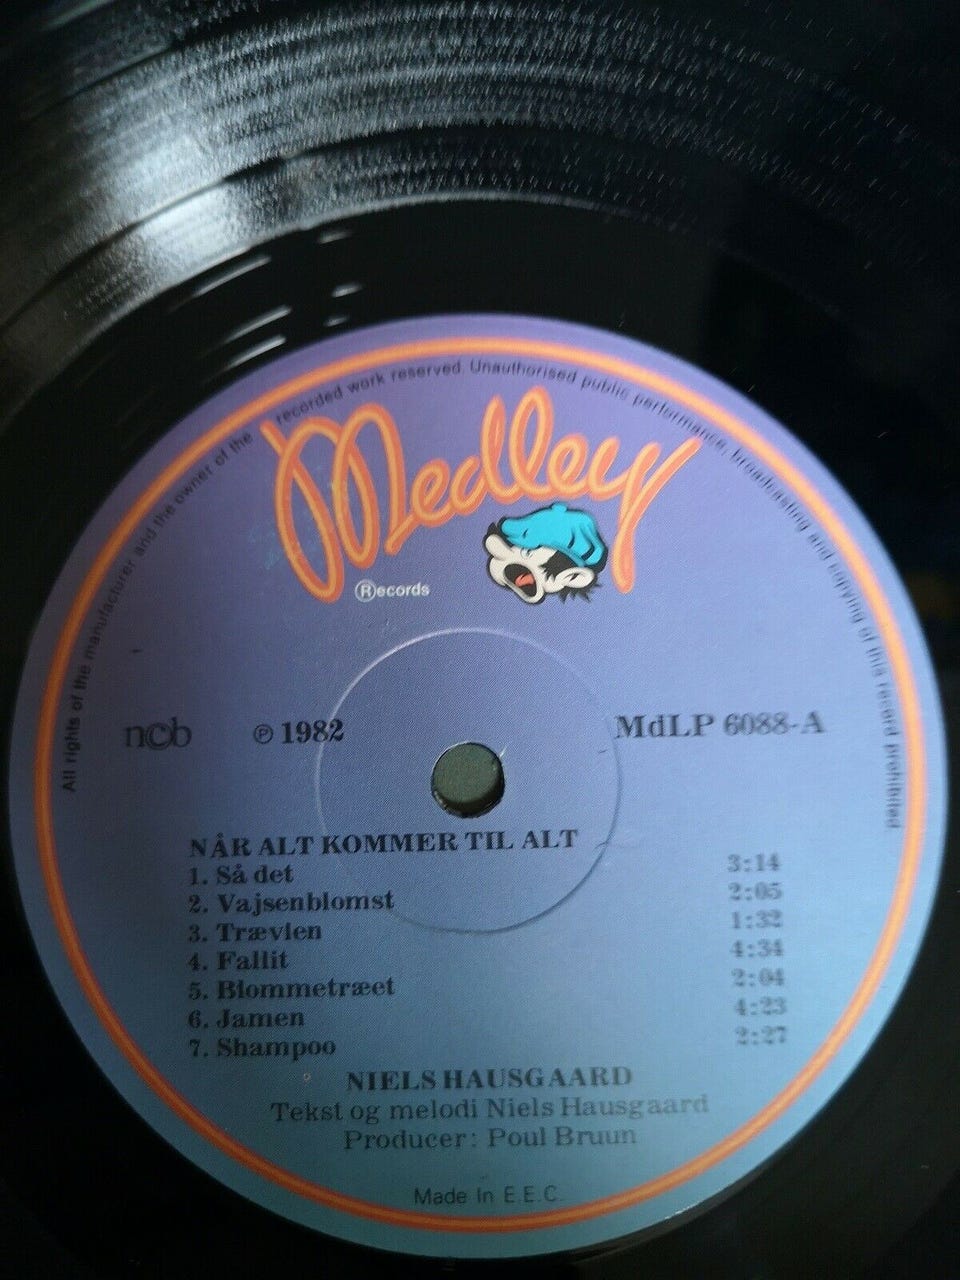 All rights of the manufacturer and the owner of the recorded work reserved. Unauthorised public performance, broadcasting and copying of this record prohibited
Medley
Ⓡecords
n©b ℗ 1982 MdLP 6088-A
NÅR ALT KOMMER TIL ALT
1. Så det 3:14
2. Vajsenblomst 2:05
3. Trævlen 1:32
4. Fallit 4:34
5. Blommetræet 2:04
6. Jamen 4:23
7. Shampoo 2:27
NIELS HAUSGAARD
Tekst og melodi Niels Hausgaard
Producer: Poul Bruun
Made In E.E.C.